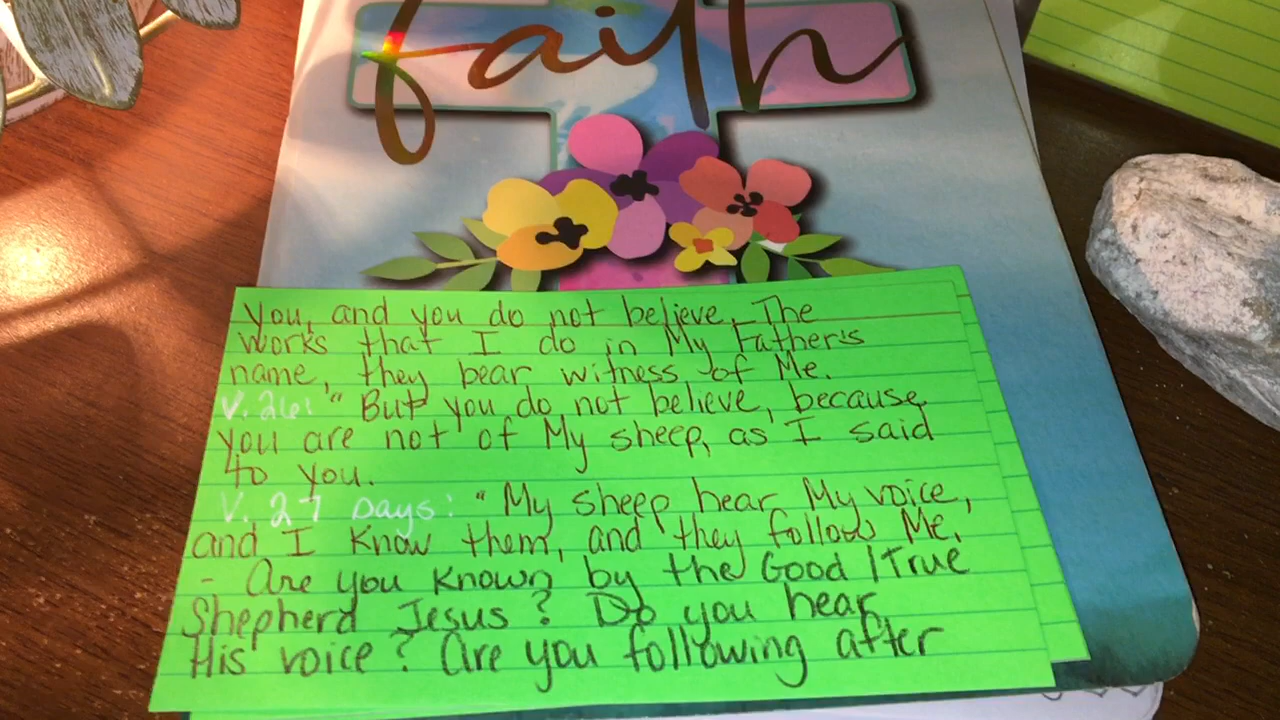 faith
You, and you do not believe. The
works that I do in My Father's
name, they bear witness of Me.
V. 26: " But you do not believe, because
you are not of My sheep, as I said
to you.
V. 27 Says: " My sheep hear My voice,
and I know them, and they follow Me.
- Are you known by the Good / True
Shepherd Jesus? Do you hear
His voice? Are you following after